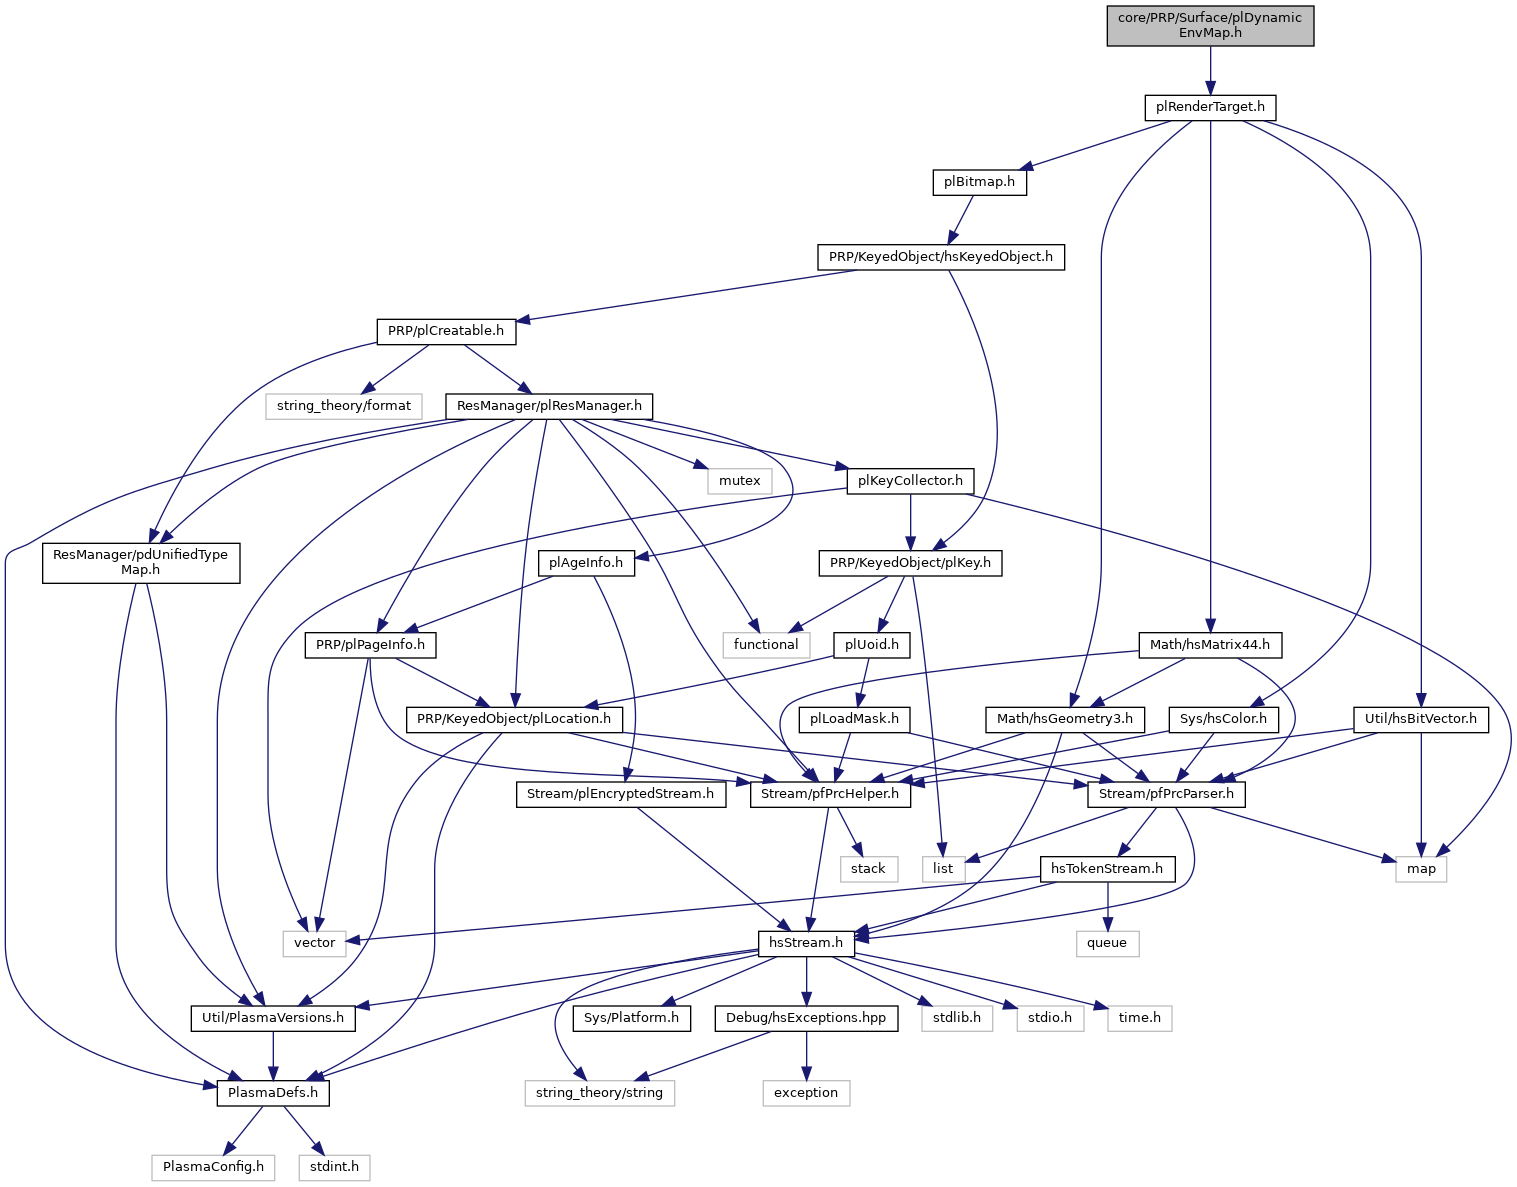 core/PRP/Surface/plDynamic
EnvMap.h
plRenderTarget.h
plBitmap.h
PRP/KeyedObject/hsKeyedObject.h
PRP/plCreatable.h
string_theory/format
ResManager/plResManager.h
mutex
plKeyCollector.h
ResManager/pdUnifiedType
Map.h
plAgeInfo.h
PRP/KeyedObject/plKey.h
PRP/plPageInfo.h
functional
plUoid.h
Math/hsMatrix44.h
PRP/KeyedObject/plLocation.h
plLoadMask.h
Math/hsGeometry3.h
Sys/hsColor.h
Util/hsBitVector.h
Stream/plEncryptedStream.h
Stream/pfPrcHelper.h
Stream/pfPrcParser.h
stack
list
hsTokenStream.h
map
vector
hsStream.h
queue
Util/PlasmaVersions.h
Sys/Platform.h
Debug/hsExceptions.hpp
stdlib.h
stdio.h
time.h
PlasmaDefs.h
string_theory/string
exception
PlasmaConfig.h
stdint.h